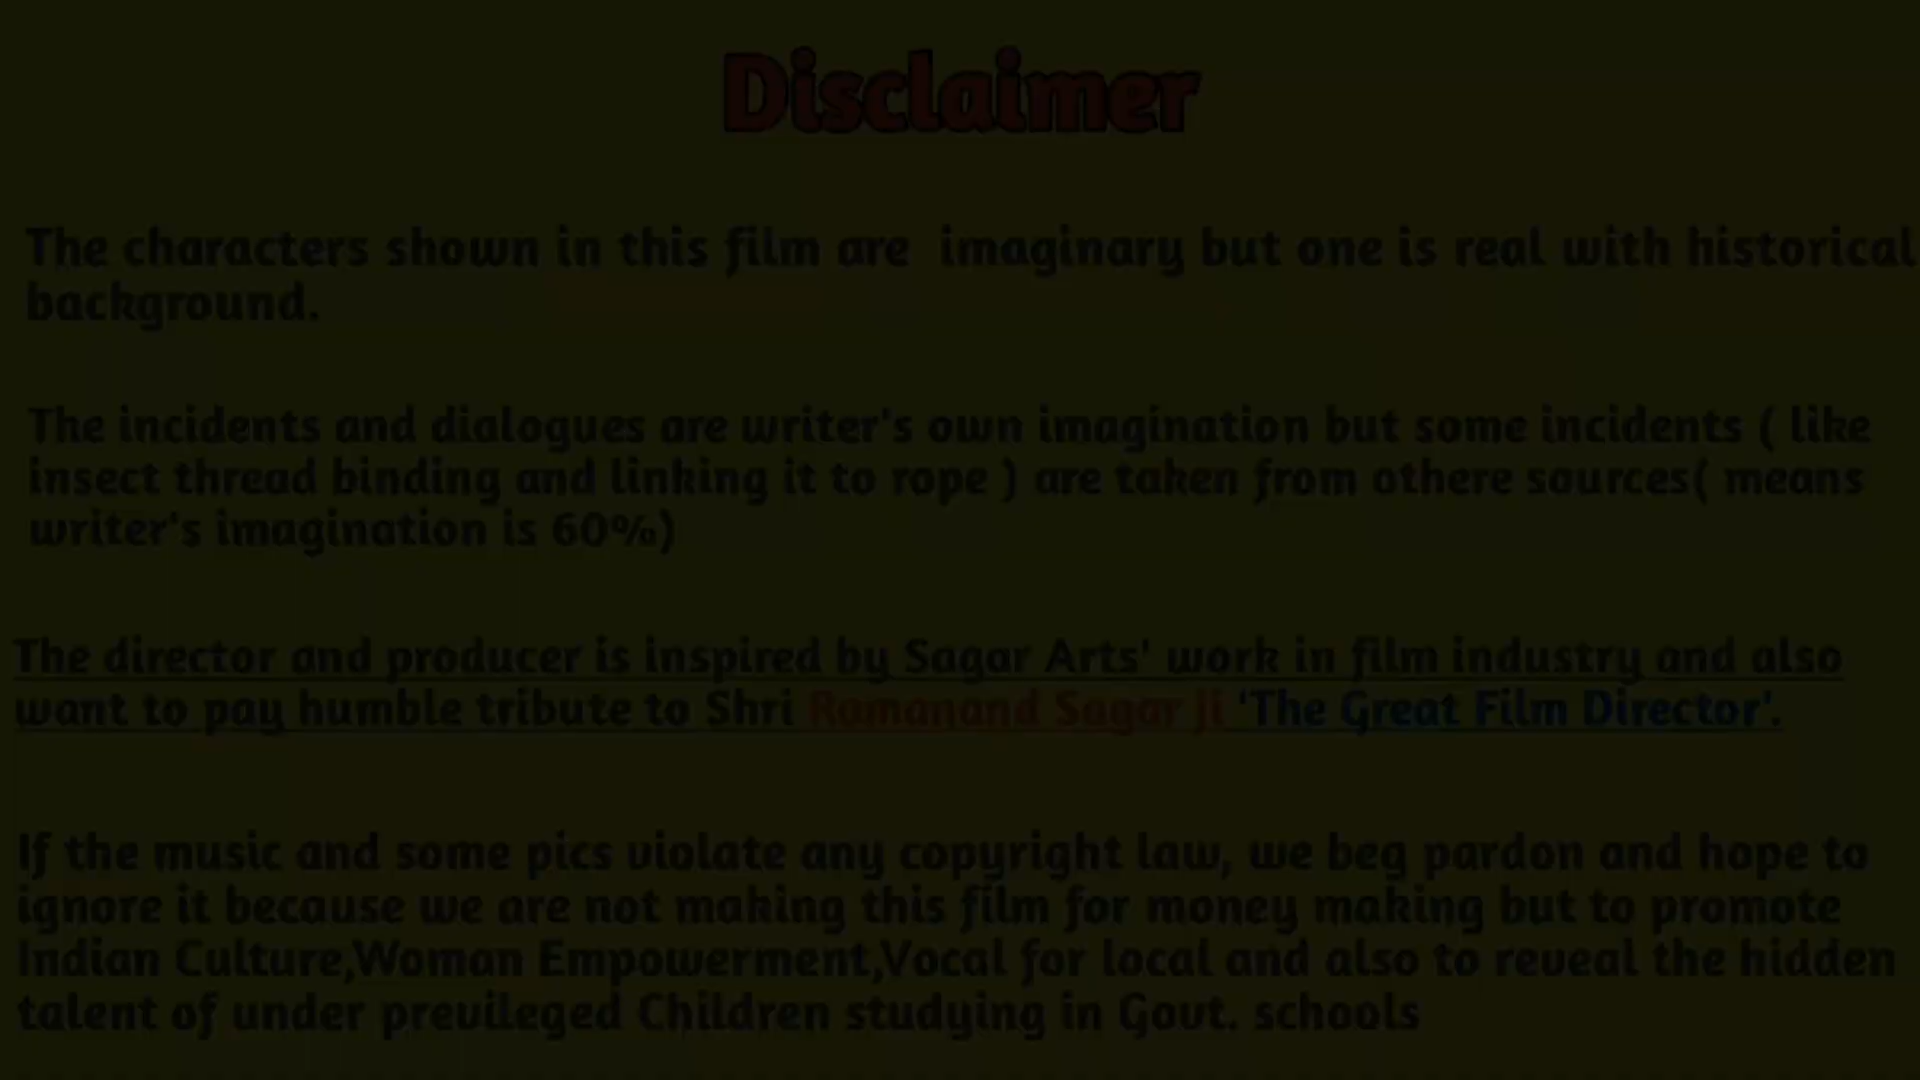 Disclaimer
The characters shown in this film are imaginary but one is real with historical
background.
The incidents and dialogues are writer's own imagination but some incidents ( like
insect thread binding and linking it to rope ) are taken from othere sources( means
writer's imagination is 60%)
The director and producer is inspired by Sagar Arts' work in film industry and also
want to pay humble tribute to Shri Ramanand Sagar Ji 'The Great Film Director'.
If the music and some pics violate any copyright law, we beg pardon and hope to
ignore it because we are not making this film for money making but to promote
Indian Culture,Woman Empowerment,Vocal for local and also to reveal the hidden
talent of under previleged Children studying in Govt. schools